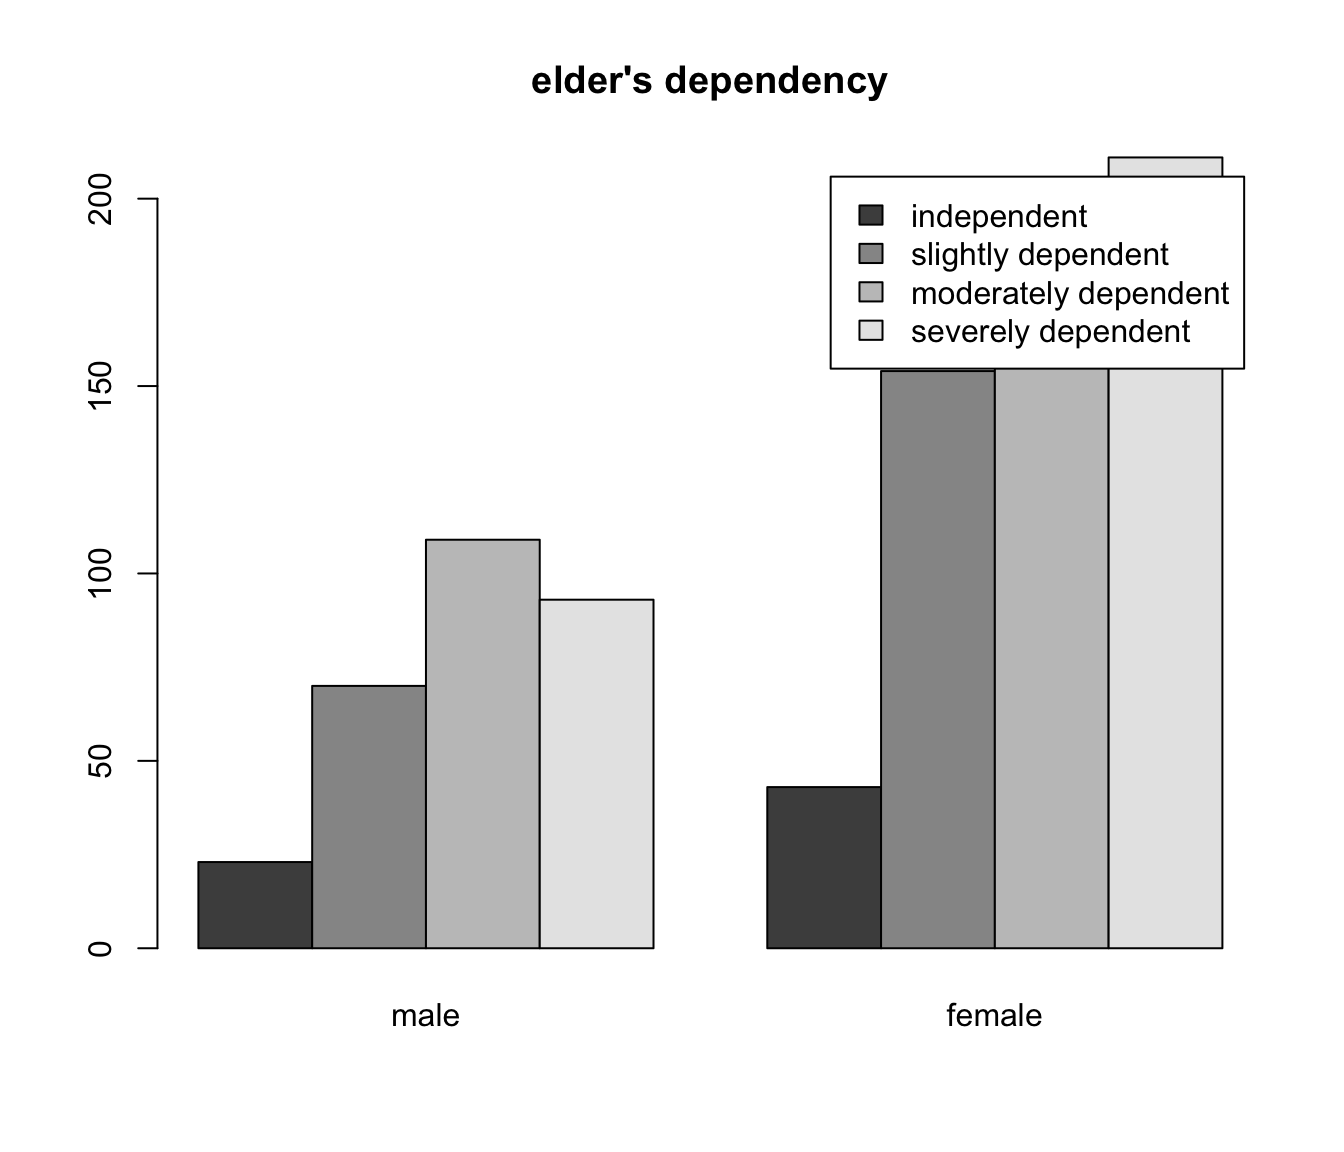 elder's dependency
200
150
100
50
0
independent
slightly dependent
moderately dependent
severely dependent
male
female